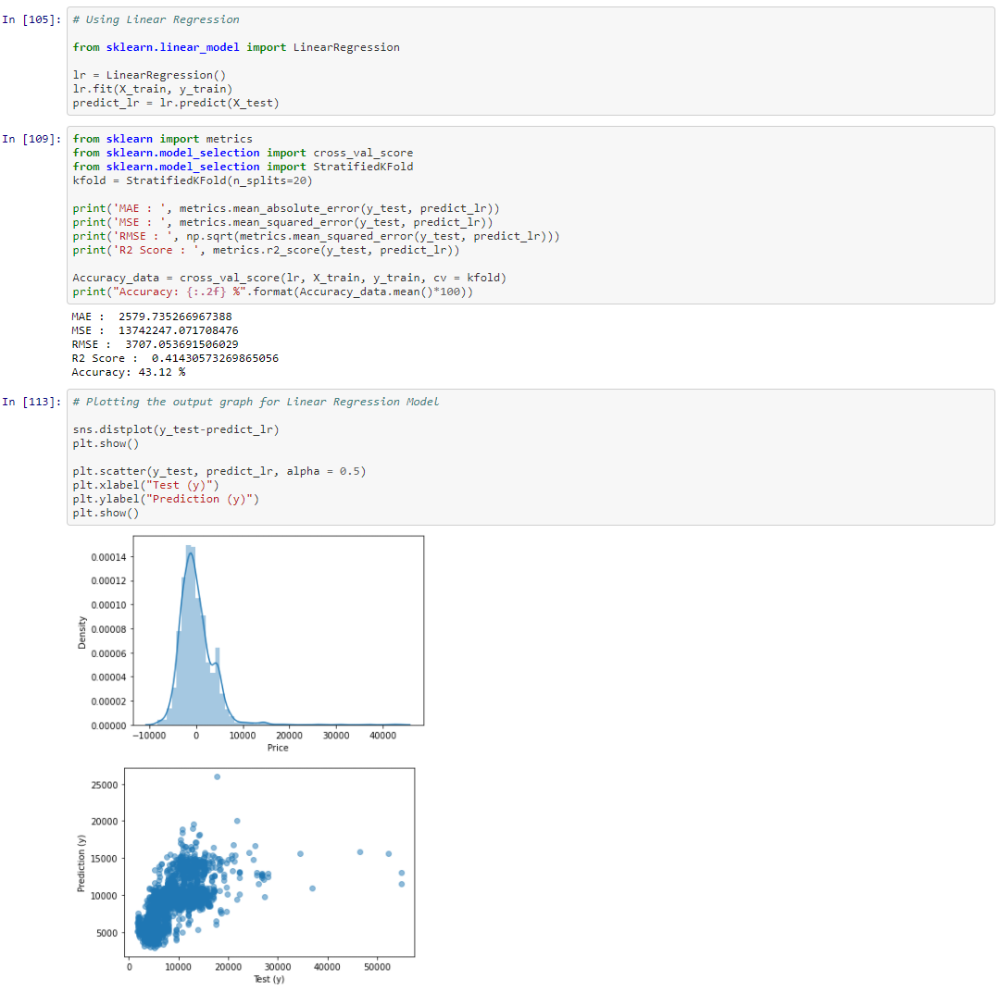 In [105]:
# Using Linear Regression
from sklearn.linear_model import LinearRegression
lr = LinearRegression()
lr.fit(X_train, y_train)
predict_lr = lr.predict(X_test)
In [109]:
from sklearn import metrics
from sklearn.model_selection import cross_val_score
from sklearn.model_selection import StratifiedKFold
kfold = StratifiedKFold(n_splits=20)
print('MAE : ', metrics.mean_absolute_error(y_test, predict_lr))
print('MSE : ', metrics.mean_squared_error(y_test, predict_lr))
print('RMSE : ', np.sqrt(metrics.mean_squared_error(y_test, predict_lr)))
print('R2 Score : ', metrics.r2_score(y_test, predict_lr))
Accuracy_data = cross_val_score(lr, X_train, y_train, cv = kfold)
print("Accuracy: {:.2f} %".format(Accuracy_data.mean()*100))
MAE :  2579.735266967388
MSE :  13742247.071708476
RMSE :  3707.053691506029
R2 Score :  0.41430573269865056
Accuracy: 43.12 %
In [113]:
# Plotting the output graph for Linear Regression Model
sns.distplot(y_test-predict_lr)
plt.show()
plt.scatter(y_test, predict_lr, alpha = 0.5)
plt.xlabel("Test (y)")
plt.ylabel("Prediction (y)")
plt.show()
Density
0.00014
0.00012
0.00010
0.00008
0.00006
0.00004
0.00002
0.00000
−10000 0 10000 20000 30000 40000
Price
Prediction (y)
25000
20000
15000
10000
5000
0 10000 20000 30000 40000 50000
Test (y)